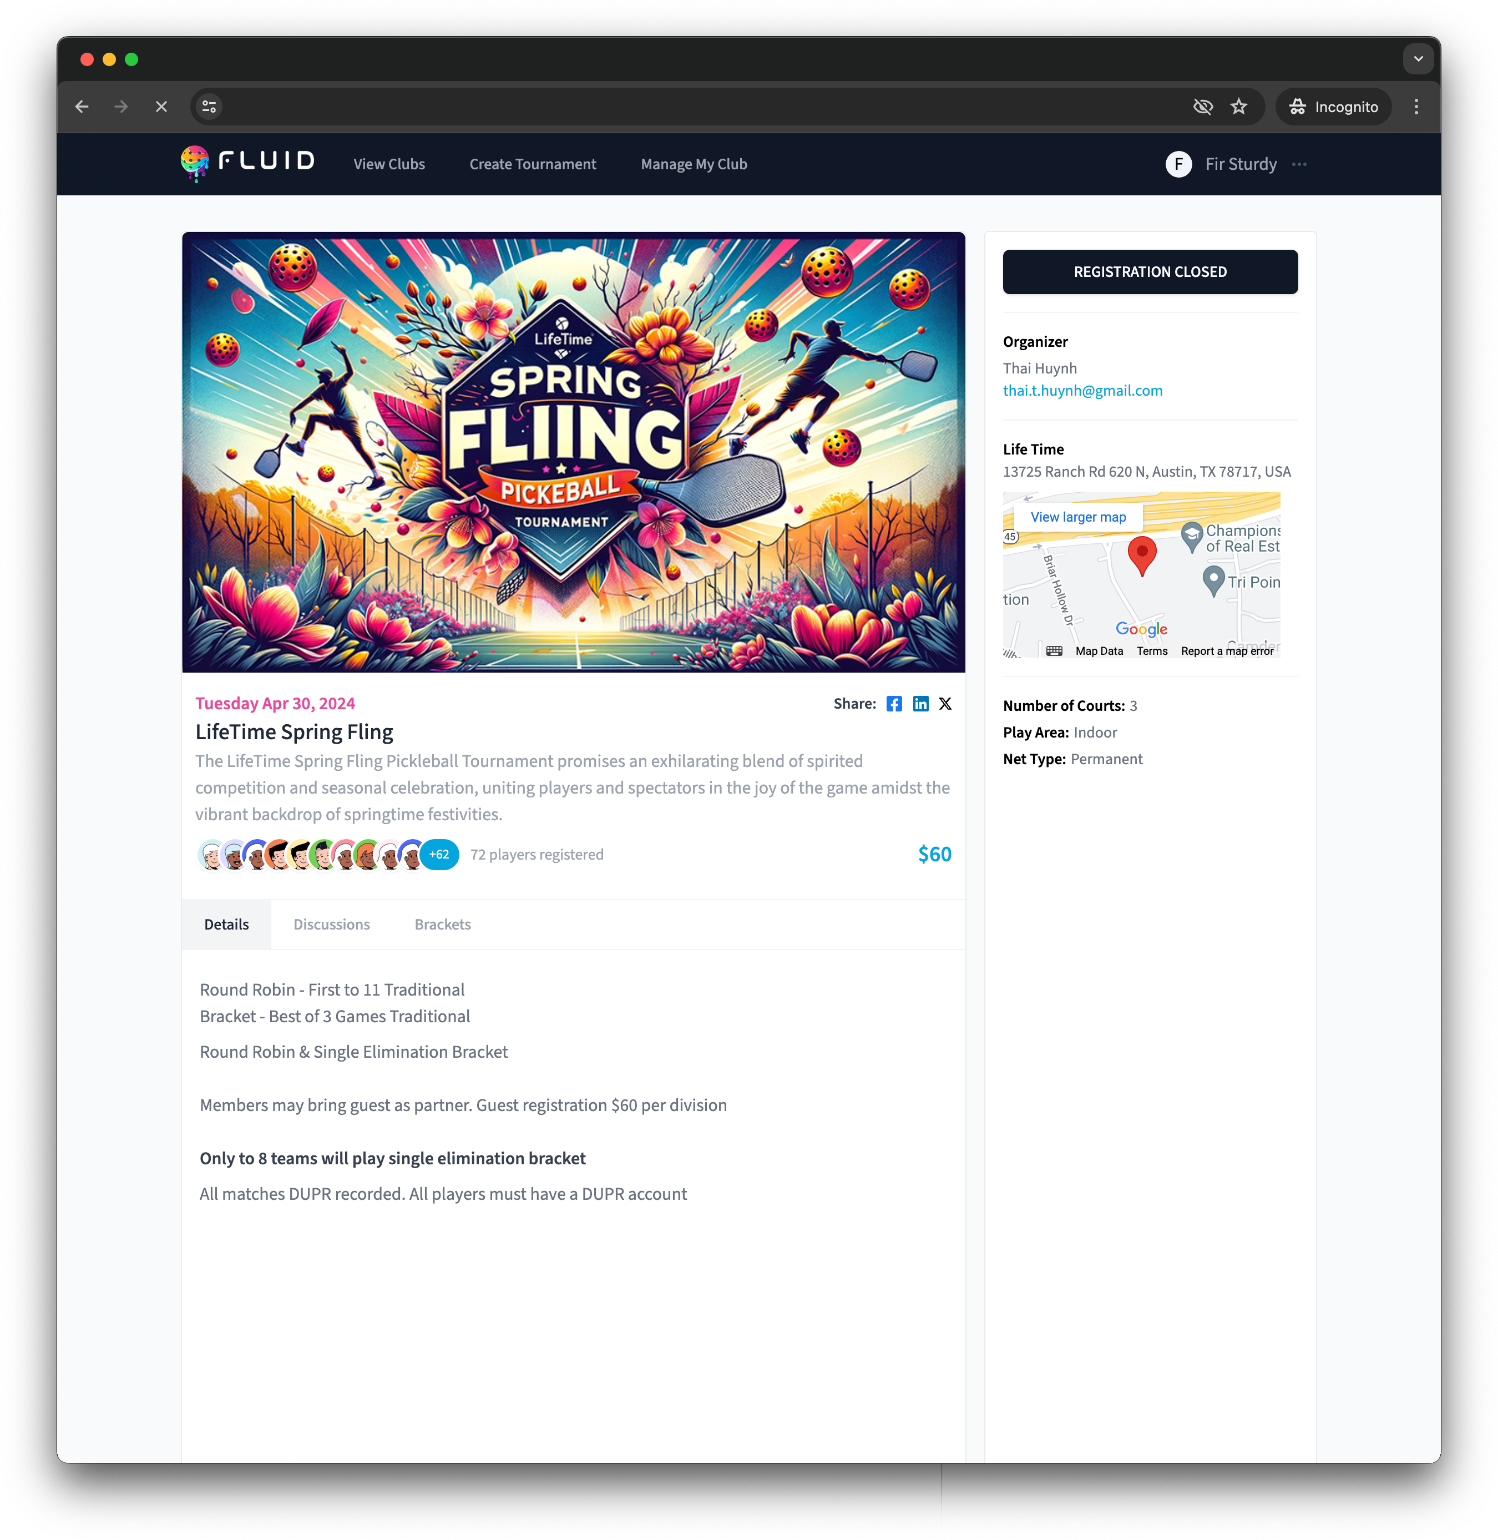 Incognito
FLUID
View Clubs
Create Tournament
Manage My Club
F
Fir Sturdy
LifeTime
SPRING
FLIING
PICKEBALL
TOURNAMENT
Tuesday Apr 30, 2024
Share:
LifeTime Spring Fling
The LifeTime Spring Fling Pickleball Tournament promises an exhilarating blend of spirited
competition and seasonal celebration, uniting players and spectators in the joy of the game amidst the
vibrant backdrop of springtime festivities.
+62
72 players registered
$60
Details
Discussions
Brackets
Round Robin - First to 11 Traditional
Bracket - Best of 3 Games Traditional
Round Robin & Single Elimination Bracket
Members may bring guest as partner. Guest registration $60 per division
Only to 8 teams will play single elimination bracket
All matches DUPR recorded. All players must have a DUPR account
REGISTRATION CLOSED
Organizer
Thai Huynh
thai.t.huynh@gmail.com
Life Time
13725 Ranch Rd 620 N, Austin, TX 78717, USA
View larger map
45
Champions
of Real Est
Briar Hollow Dr
Tri Poin
tion
Google
Map Data
Terms
Report a map error
Number of Courts: 3
Play Area: Indoor
Net Type: Permanent